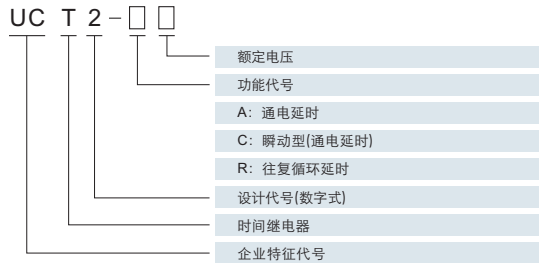 UC T 2 - □ □
额定电压
功能代号
A：通电延时
C：瞬动型(通电延时)
R：往复循环延时
设计代号(数字式)
时间继电器
企业特征代号